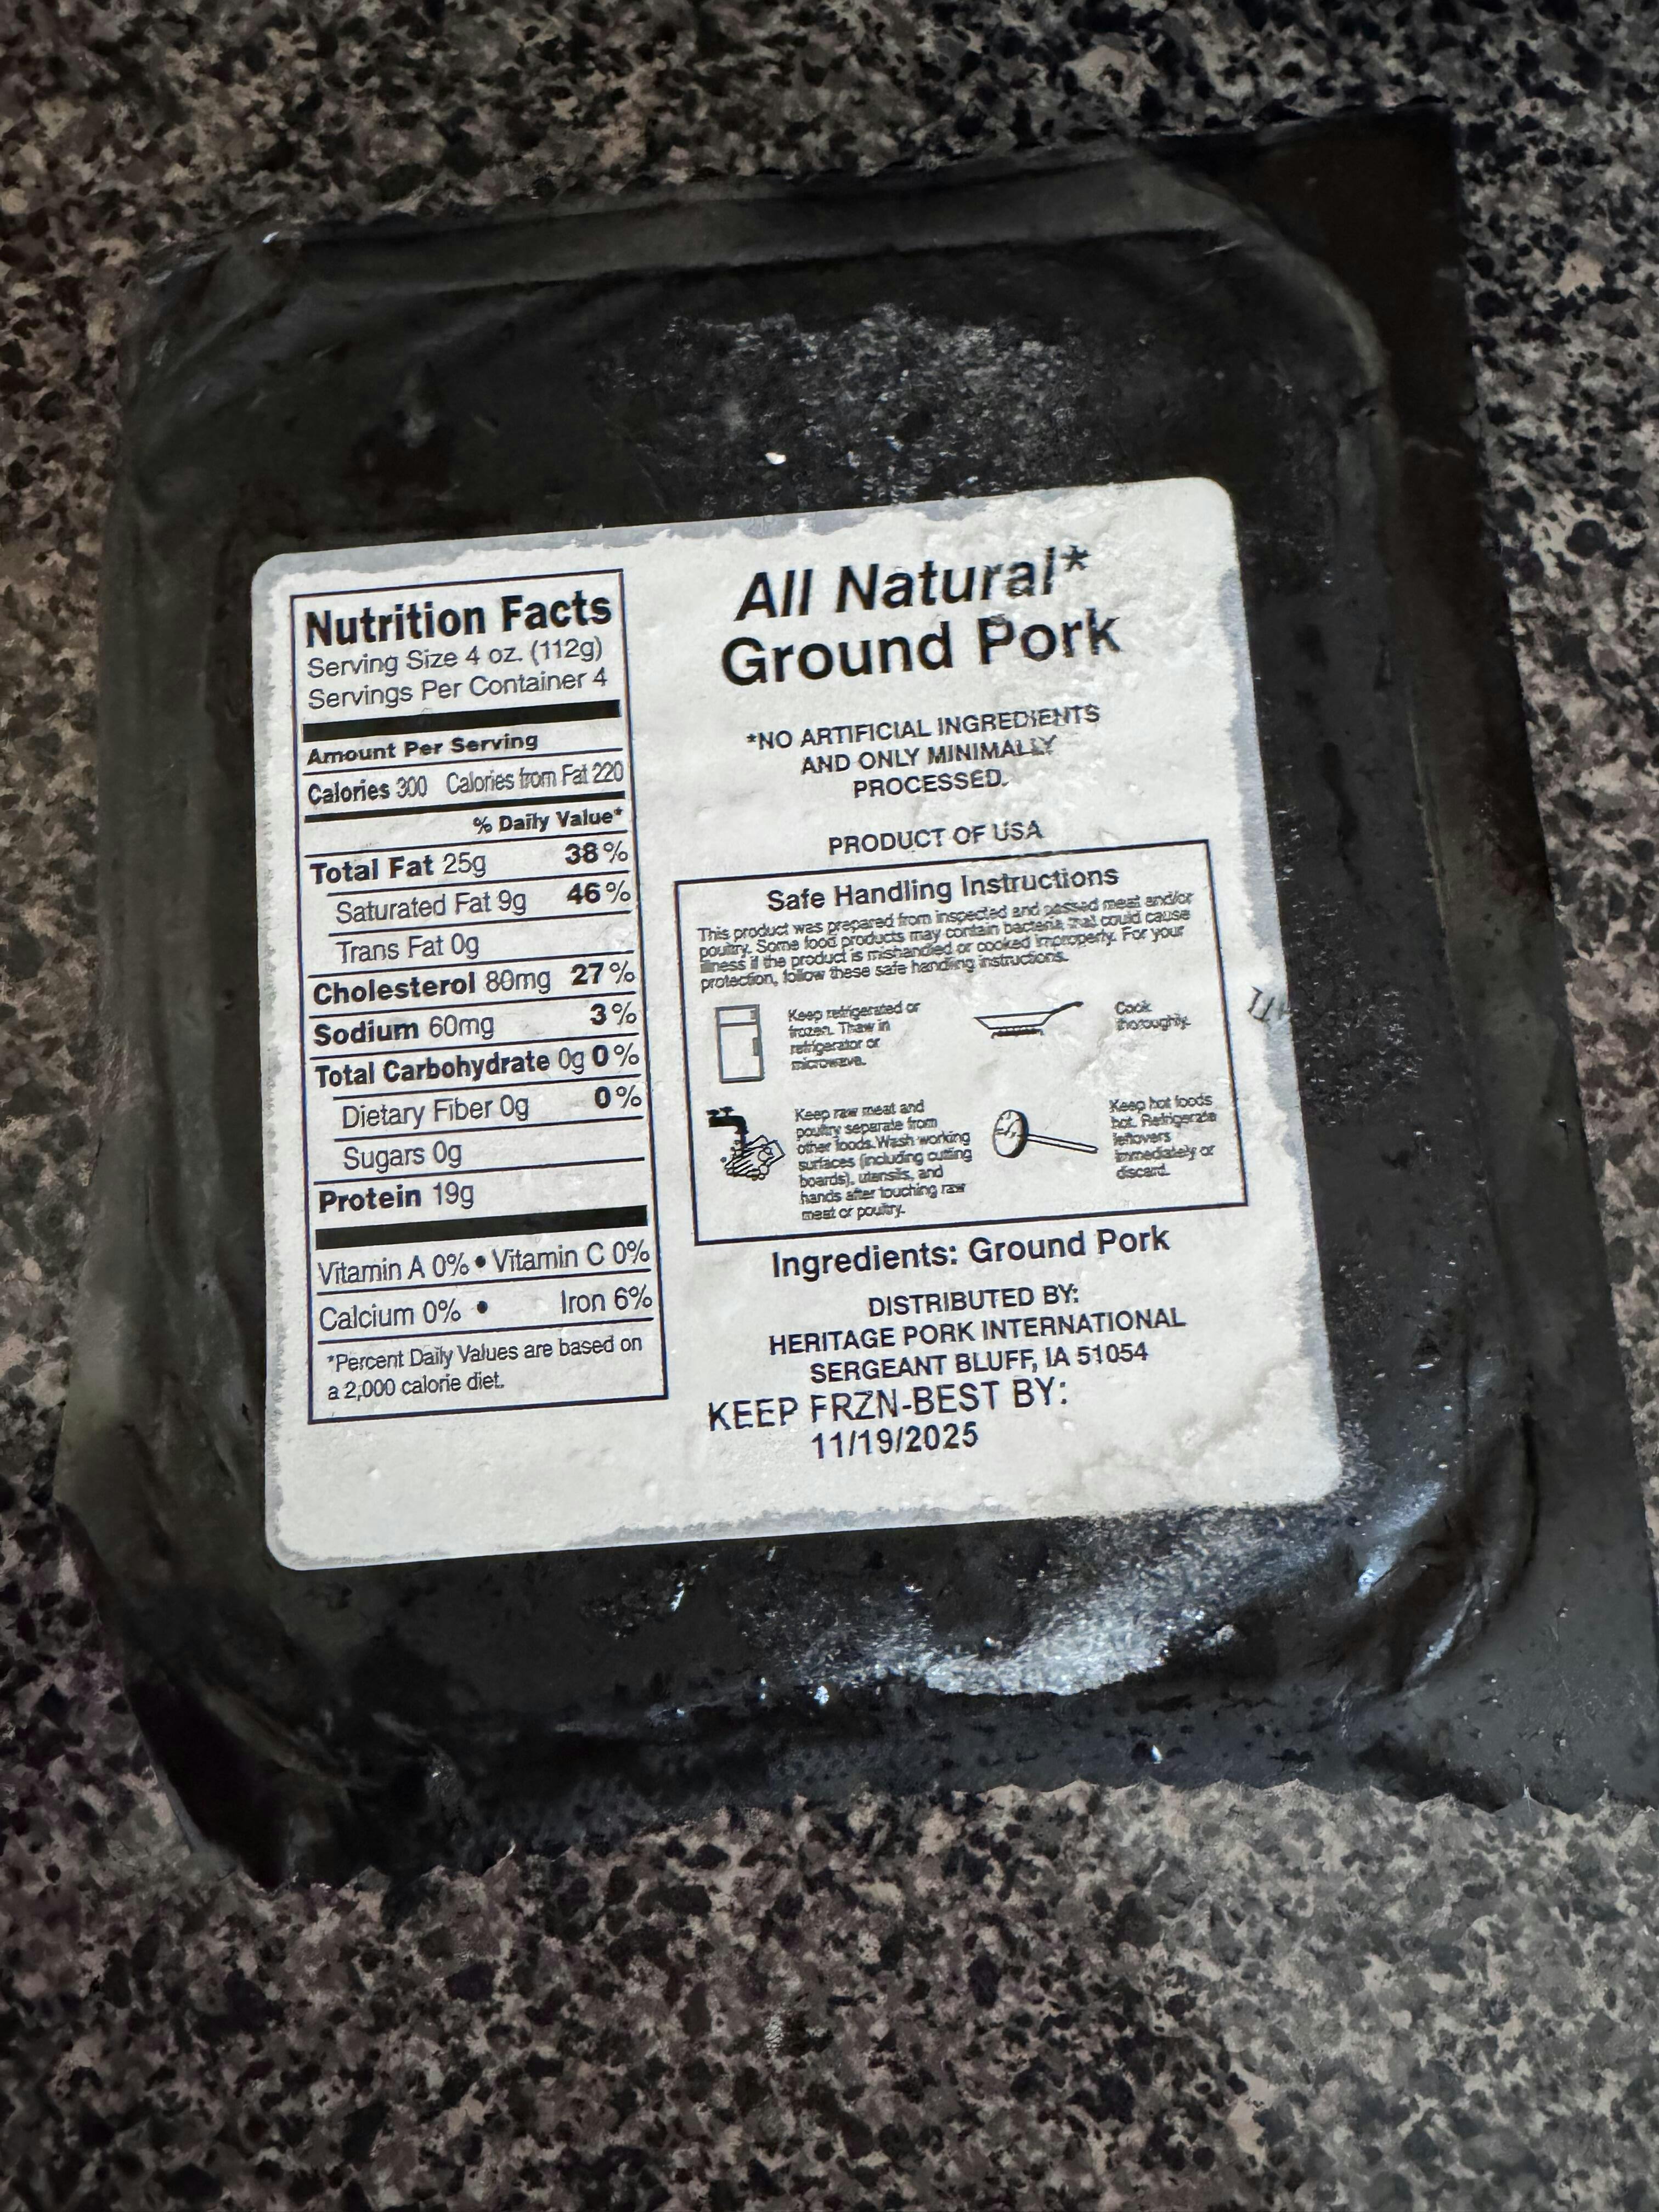 Nutrition Facts
Serving Size 4 oz. (112g)
Servings Per Container 4
Amount Per Serving
Calories 300 Calories from Fat 220
% Daily Value*
Total Fat 25g 38%
Saturated Fat 9g 46%
Trans Fat 0g
Cholesterol 80mg 27%
Sodium 60mg 3%
Total Carbohydrate 0g 0%
Dietary Fiber 0g 0%
Sugars 0g
Protein 19g
Vitamin A 0% • Vitamin C 0%
Calcium 0% • Iron 6%
*Percent Daily Values are based on
a 2,000 calorie diet.
All Natural*
Ground Pork
*NO ARTIFICIAL INGREDIENTS
AND ONLY MINIMALLY
PROCESSED.
PRODUCT OF USA
Safe Handling Instructions
This product was prepared from inspected and passed meat and/or
poultry. Some food products may contain bacteria that could cause
illness if the product is mishandled or cooked improperly. For your
protection, follow these safe handling instructions.
Keep refrigerated or
frozen. Thaw in
refrigerator or
microwave.
Cook
thoroughly.
Keep raw meat and
poultry separate from
other foods. Wash working
surfaces (including cutting
boards), utensils, and
hands after touching raw
meat or poultry.
Keep hot foods
hot. Refrigerate
leftovers
immediately or
discard.
Ingredients: Ground Pork
DISTRIBUTED BY:
HERITAGE PORK INTERNATIONAL
SERGEANT BLUFF, IA 51054
KEEP FRZN-BEST BY:
11/19/2025